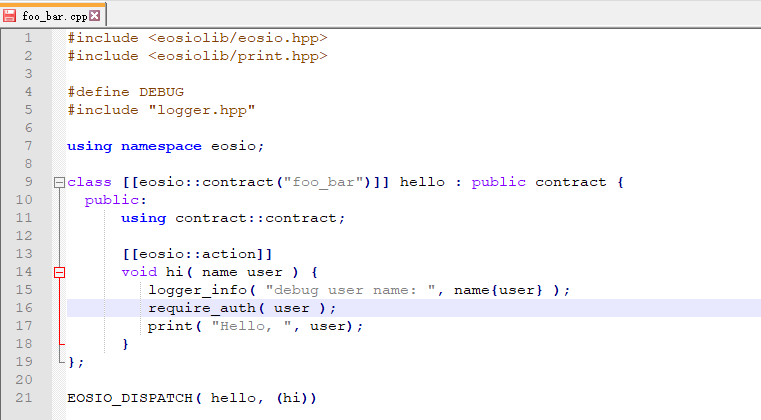 foo_bar.cpp
1 #include <eosiolib/eosio.hpp>
2 #include <eosiolib/print.hpp>
3
4 #define DEBUG
5 #include "logger.hpp"
6
7 using namespace eosio;
8
9 class [[eosio::contract("foo_bar")]] hello : public contract {
10   public:
11       using contract::contract;
12
13       [[eosio::action]]
14       void hi( name user ) {
15          logger_info( "debug user name: ", name{user} );
16          require_auth( user );
17          print( "Hello, ", user);
18       }
19 };
20
21 EOSIO_DISPATCH( hello, (hi))